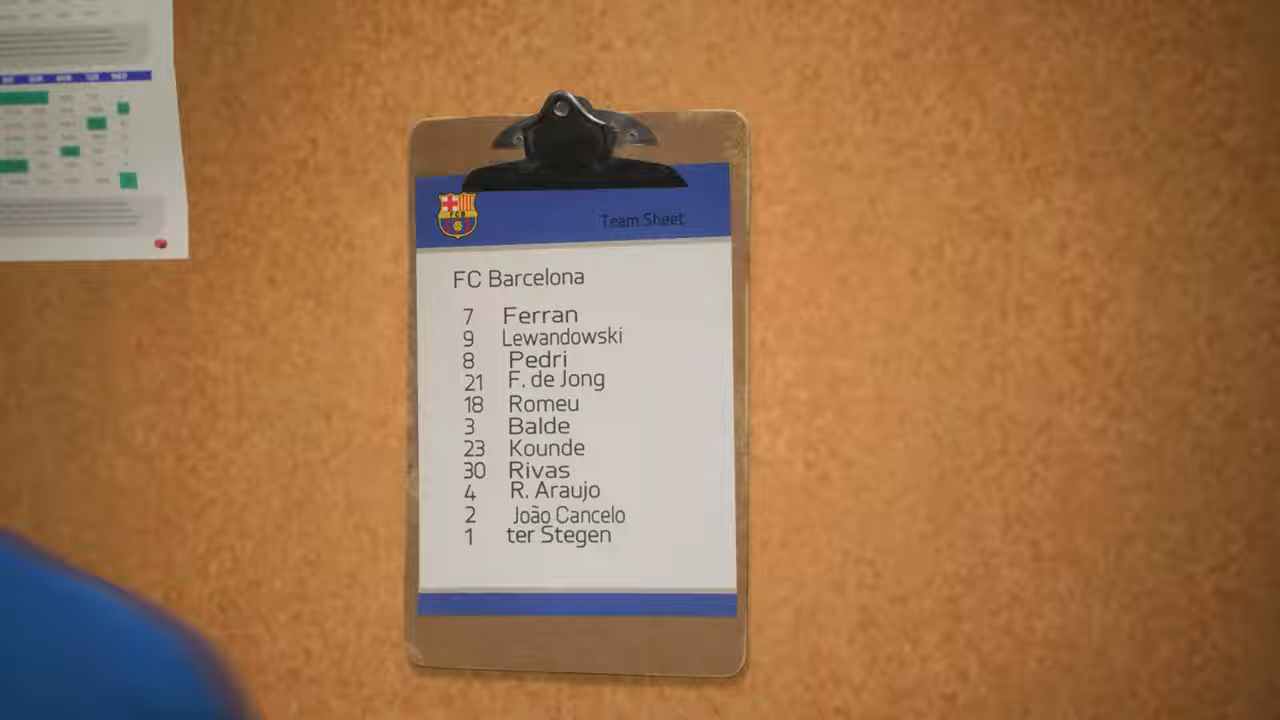 Team Sheet
FC Barcelona
7 Ferran
9 Lewandowski
8 Pedri
21 F. de Jong
18 Romeu
3 Balde
23 Kounde
30 Rivas
4 R. Araujo
2 João Cancelo
1 ter Stegen